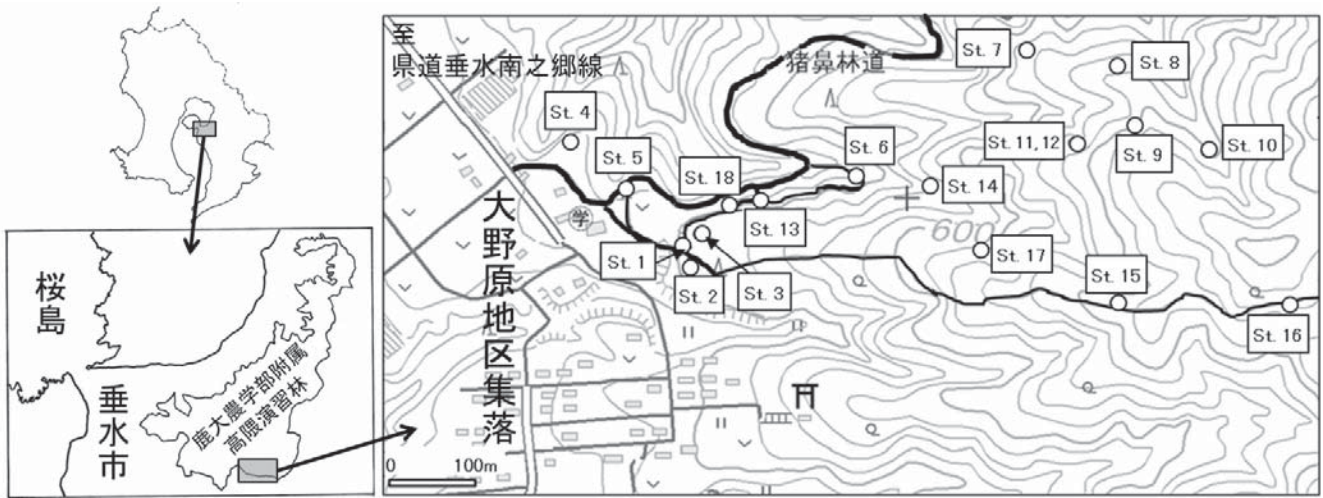 桜島
垂水市
鹿大農学部附属
高隈演習林
至
県道垂水南之郷線
猪鼻林道
St. 7
St. 8
St. 4
St. 5
St. 6
St. 11, 12
St. 9
St. 10
St. 18
St. 14
学
大野原地区集落
St. 13
600
St. 1
St. 17
St. 15
St. 2
St. 3
St. 16
0
100m